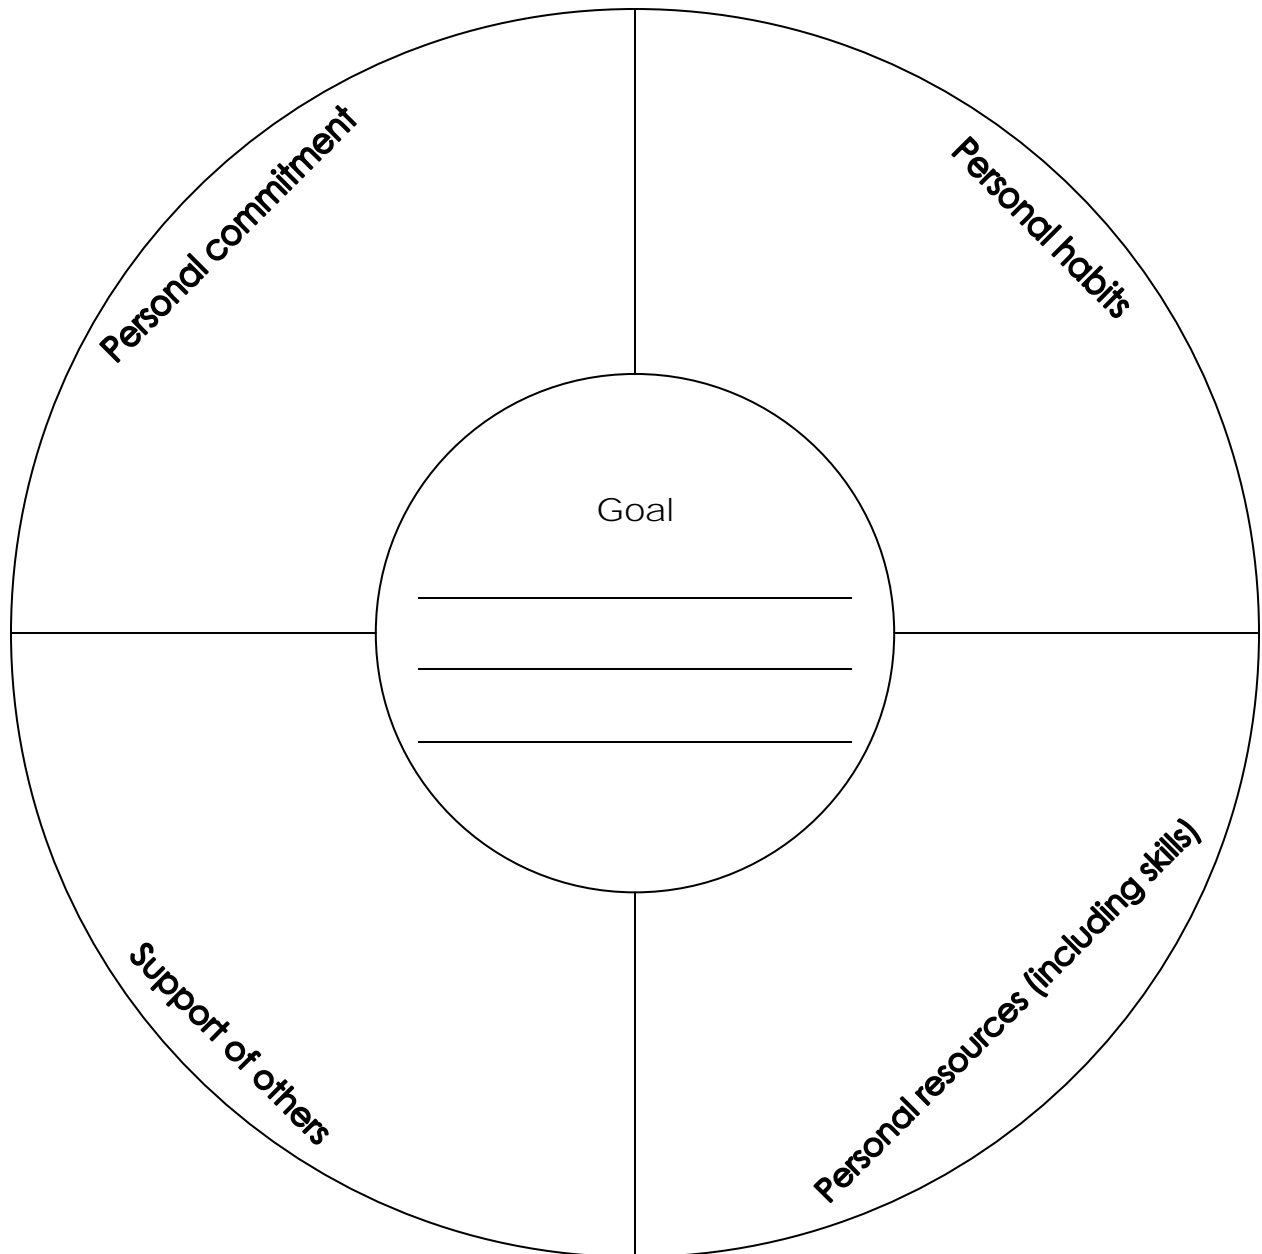 Personal commitment
Personal habits
Goal
Support of others
Personal resources (including skills)